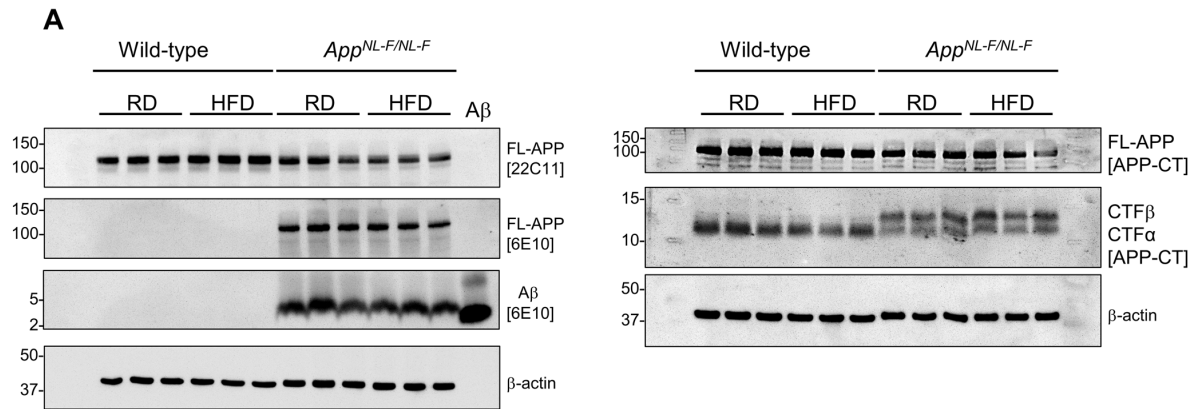 A
Wild-type App^NL-F/NL-F
RD HFD RD HFD Aβ
150
100
FL-APP
[22C11]
150
100
FL-APP
[6E10]
5
2
Aβ
[6E10]
50
37
β-actin
Wild-type App^NL-F/NL-F
RD HFD RD HFD
150
100
FL-APP
[APP-CT]
15
10
CTFβ
CTFα
[APP-CT]
50
37
β-actin